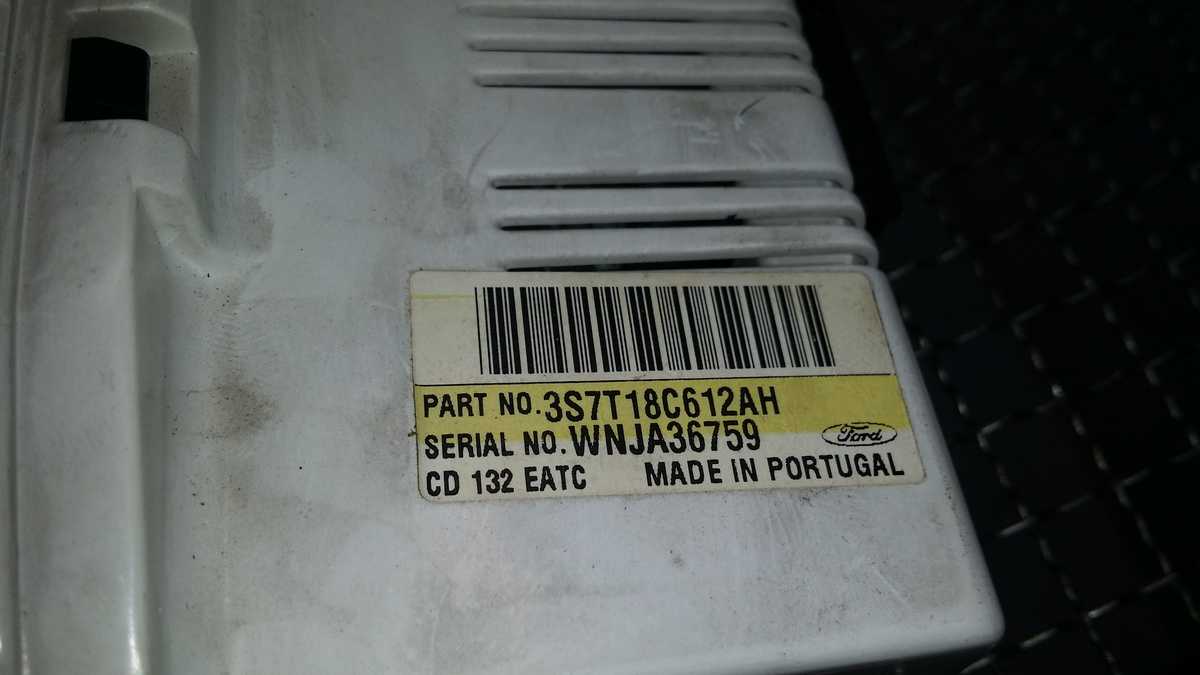 PART NO. 3S7T18C612AH
SERIAL NO. WNJA36759
Ford
CD 132 EATC MADE IN PORTUGAL